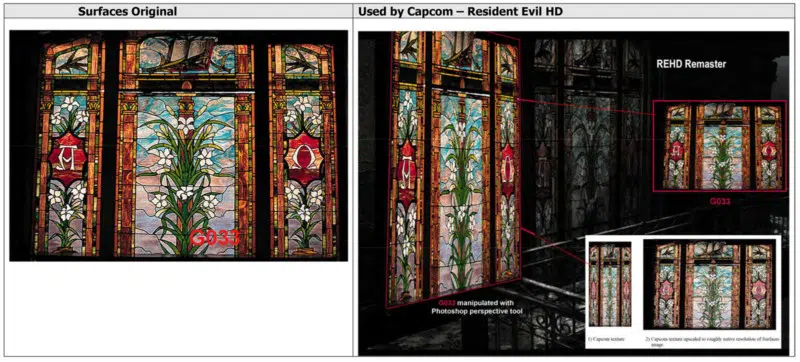 Surfaces Original
Used by Capcom – Resident Evil HD
G033
REHD Remaster
G033
G033 manipulated with
Photoshop perspective tool
1) Capcom texture
2) Capcom texture upscaled to roughly native resolution of Surfaces
image.